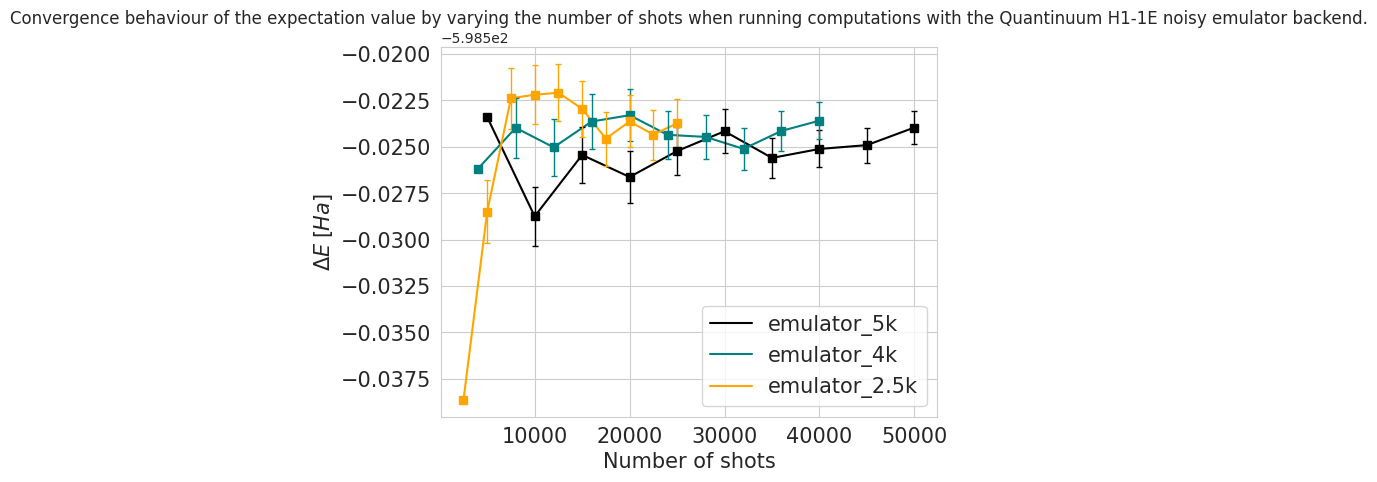 Convergence behaviour of the expectation value by varying the number of shots when running computations with the Quantinuum H1-1E noisy emulator backend.
−5.985e2
−0.0200
−0.0225
−0.0250
−0.0275
−0.0300
−0.0325
−0.0350
−0.0375
ΔE [Ha]
emulator_5k
emulator_4k
emulator_2.5k
10000 20000 30000 40000 50000
Number of shots